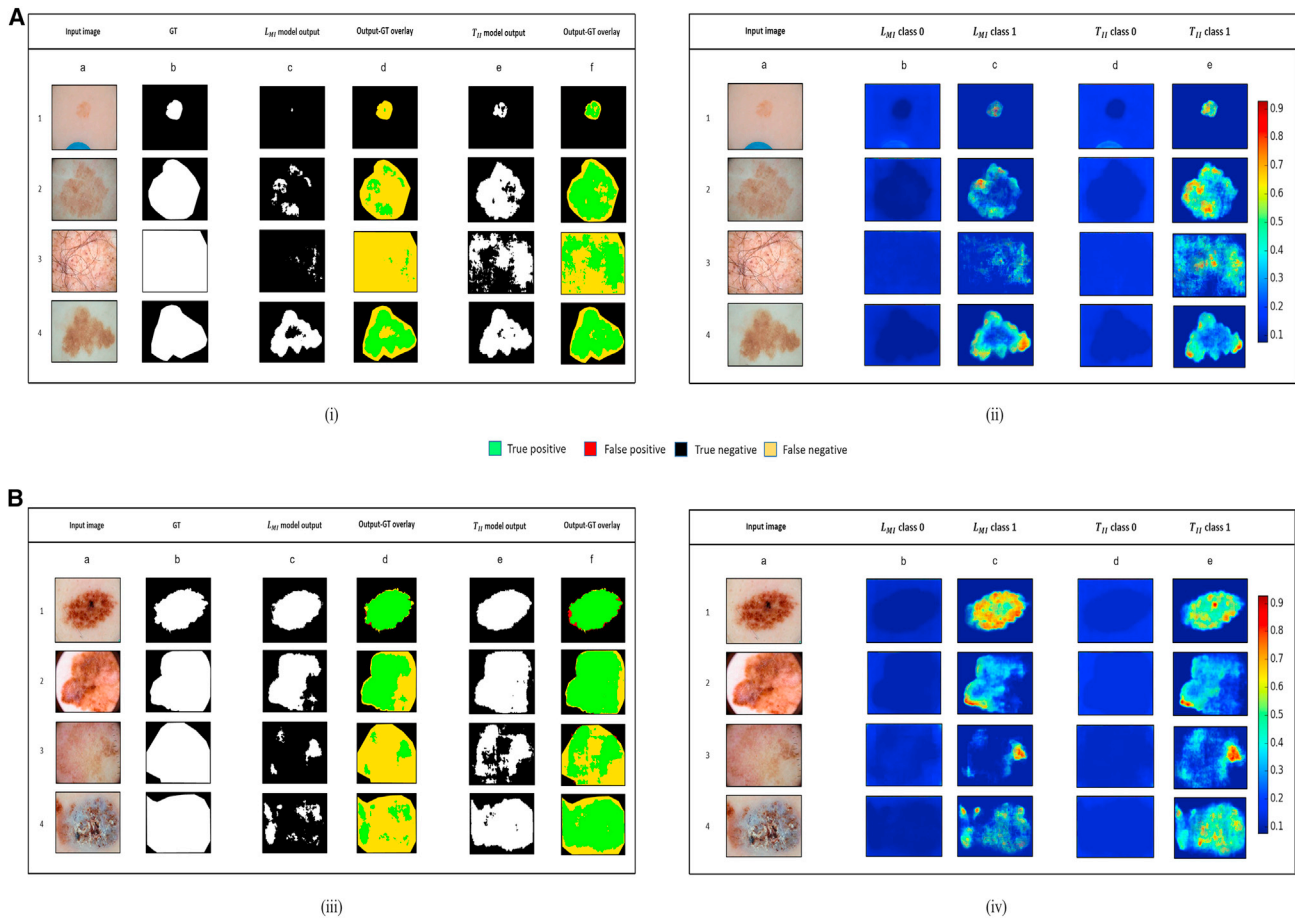 A
Input image GT L_MI model output Output-GT overlay T_II model output Output-GT overlay
a b c d e f
1
2
3
4
(i)
Input image L_MI class 0 L_MI class 1 T_II class 0 T_II class 1
a b c d e
1
2
3
4
0.9
0.8
0.7
0.6
0.5
0.4
0.3
0.2
0.1
(ii)
True positive False positive True negative False negative
B
Input image GT L_MI model output Output-GT overlay T_II model output Output-GT overlay
a b c d e f
1
2
3
4
(iii)
Input image L_MI class 0 L_MI class 1 T_II class 0 T_II class 1
a b c d e
1
2
3
4
0.9
0.8
0.7
0.6
0.5
0.4
0.3
0.2
0.1
(iv)